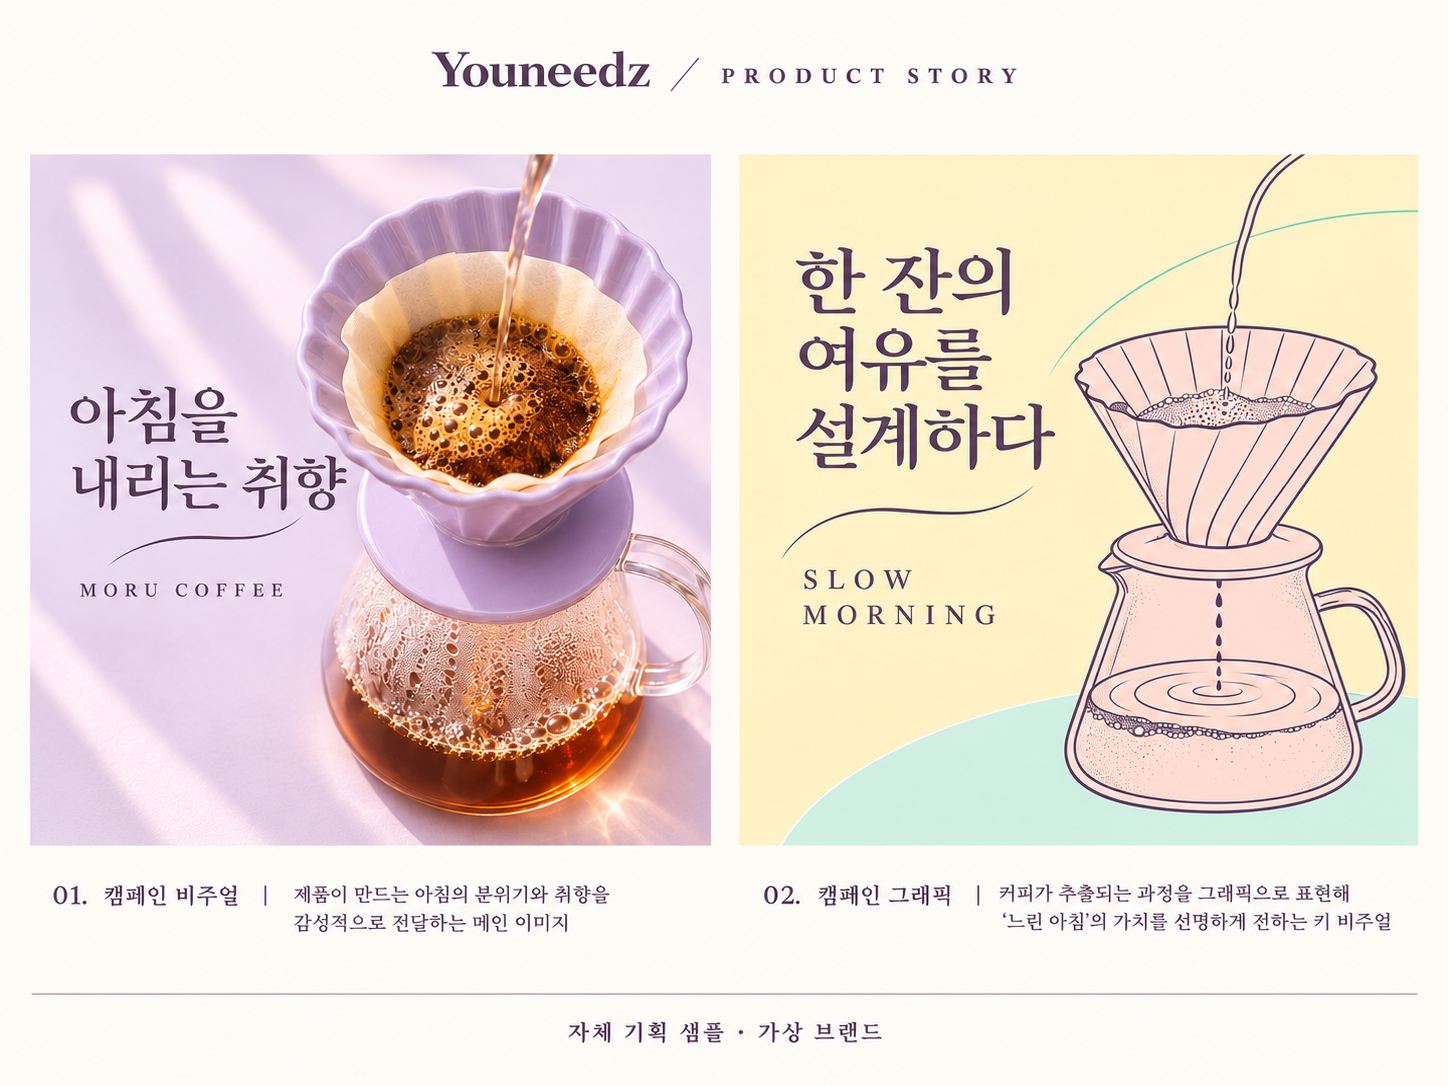 Youneedz / PRODUCT STORY
아침을
내리는 취향
MORU COFFEE
한 잔의
여유를
설계하다
SLOW
MORNING
01. 캠페인 비주얼 | 제품이 만드는 아침의 분위기와 취향을
감성적으로 전달하는 메인 이미지
02. 캠페인 그래픽 | 커피가 추출되는 과정을 그래픽으로 표현해
‘느린 아침’의 가치를 선명하게 전하는 키 비주얼
자체 기획 샘플 · 가상 브랜드